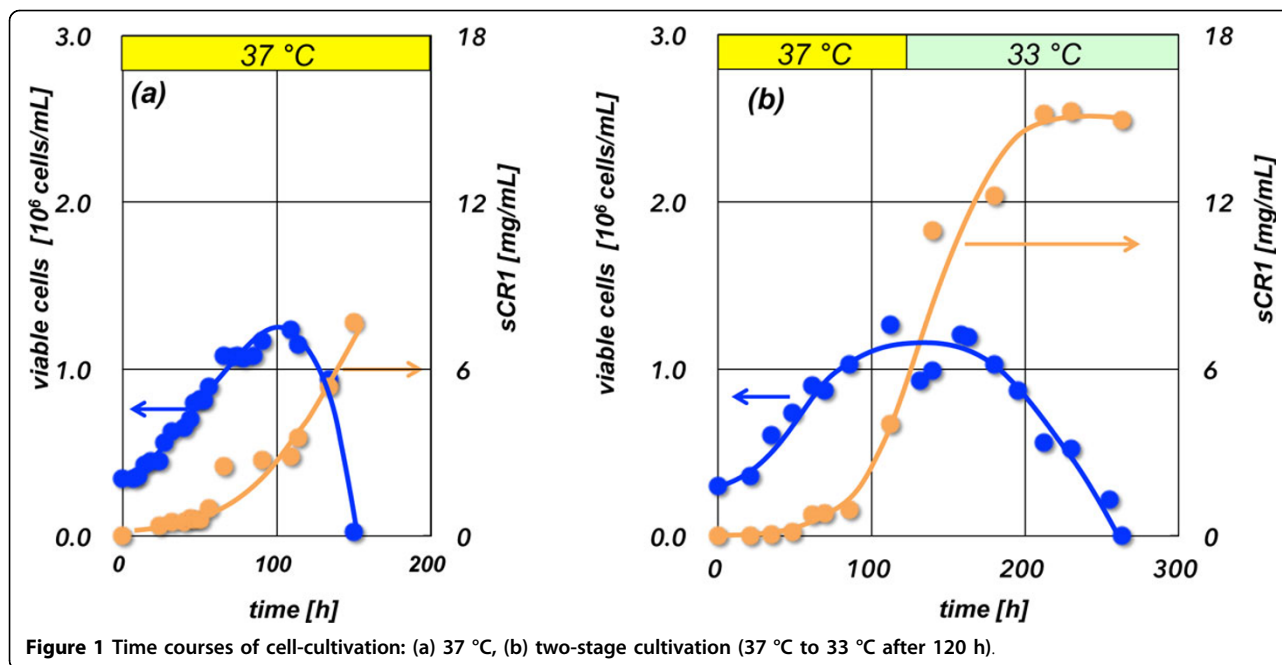 3.0
2.0
1.0
0.0
viable cells [10⁶ cells/mL]
37 °C
(a)
18
12
6
0
sCR1 [mg/mL]
0
100
200
time [h]
3.0
2.0
1.0
0.0
viable cells [10⁶ cells/mL]
37 °C
33 °C
(b)
18
12
6
0
sCR1 [mg/mL]
0
100
200
300
time [h]
Figure 1 Time courses of cell-cultivation: (a) 37 °C, (b) two-stage cultivation (37 °C to 33 °C after 120 h).